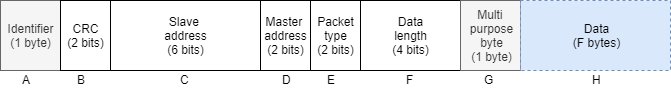 Identifier
(1 byte)
CRC
(2 bits)
Slave
address
(6 bits)
Master
address
(2 bits)
Packet
type
(2 bits)
Data
length
(4 bits)
Multi
purpose
byte
(1 byte)
Data
(F bytes)
A
B
C
D
E
F
G
H